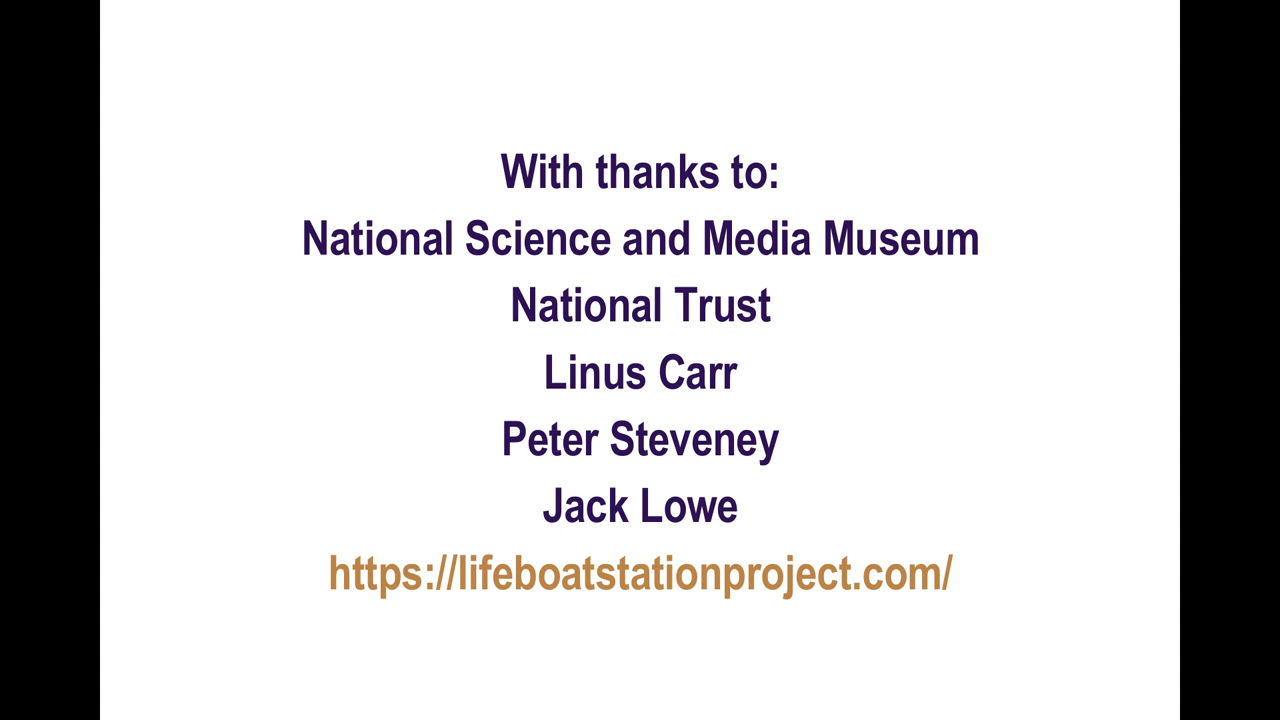 With thanks to:
National Science and Media Museum
National Trust
Linus Carr
Peter Steveney
Jack Lowe
https://lifeboatstationproject.com/